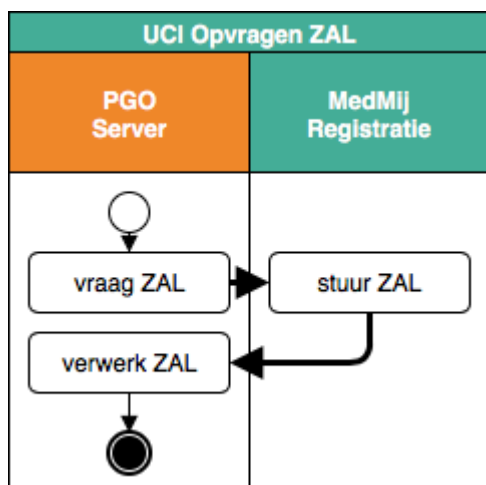 UCI Opvragen ZAL
PGO
Server
MedMij
Registratie
vraag ZAL
stuur ZAL
verwerk ZAL